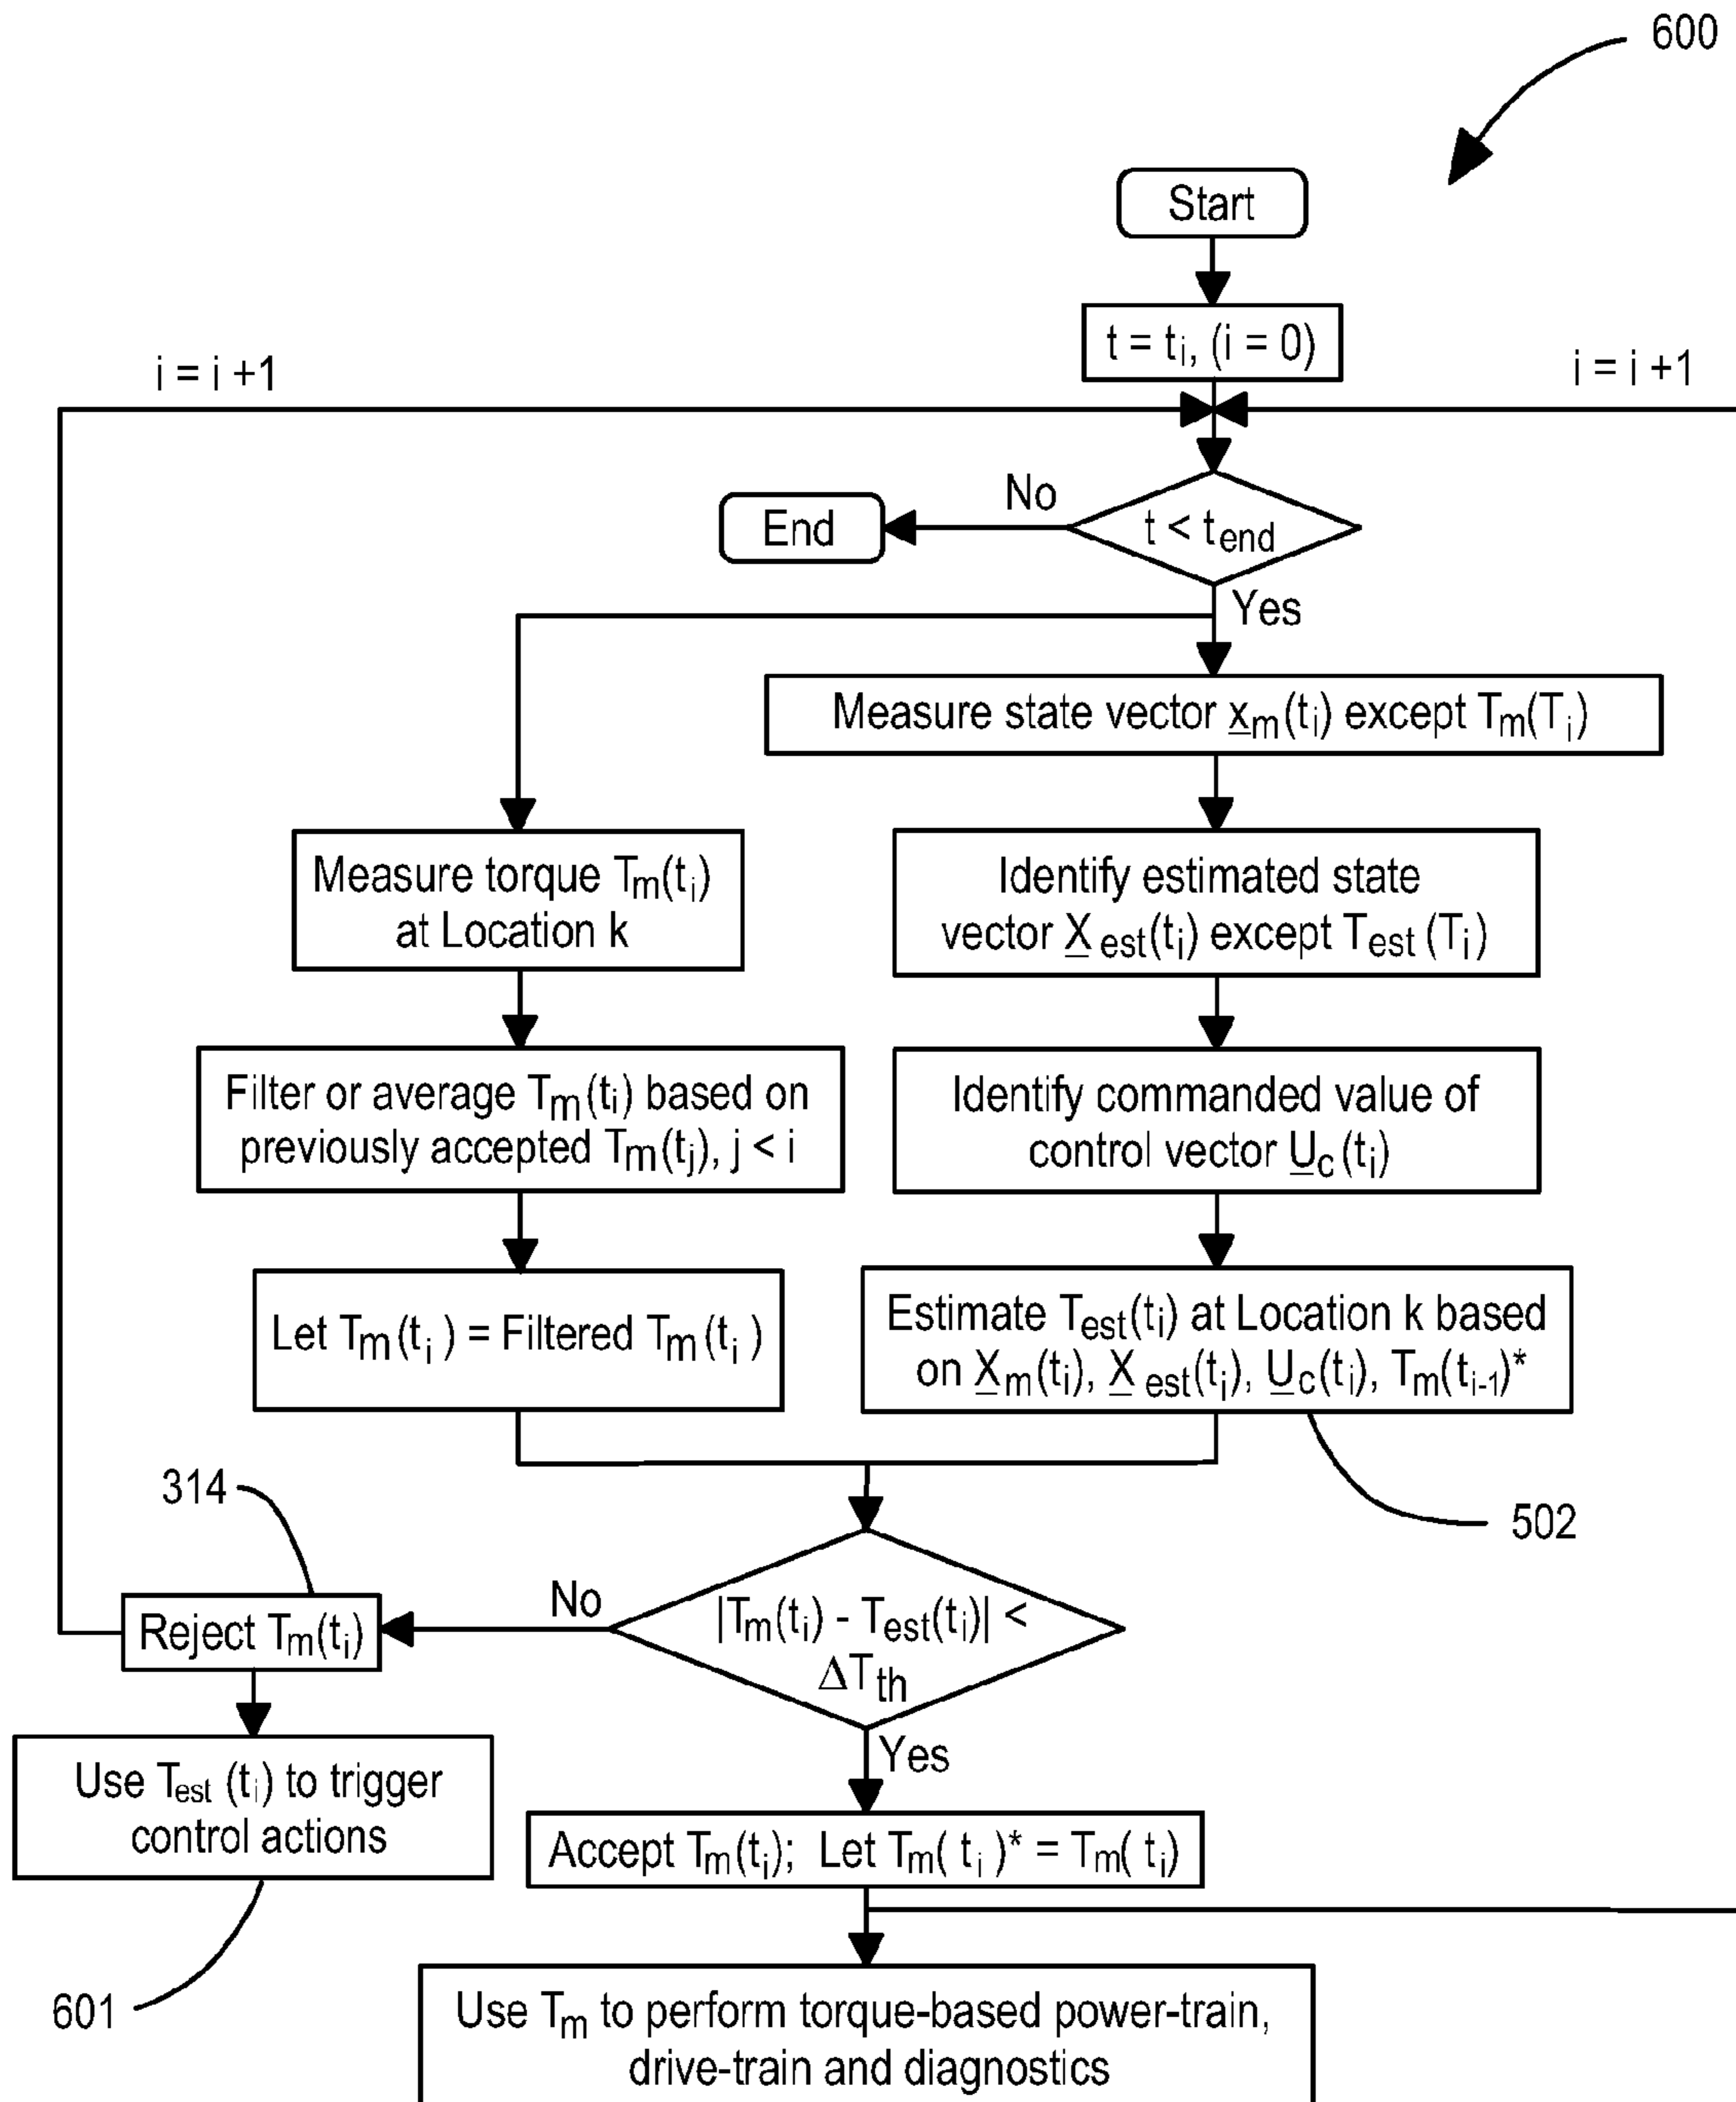 600
Start
t = ti, (i = 0)
i = i +1
i = i +1
No
End
t < tend
Yes
Measure state vector xm(ti) except Tm(Ti)
Measure torque Tm(ti)
at Location k
Identify estimated state
vector Xest(ti) except Test (Ti)
Filter or average Tm(ti) based on
previously accepted Tm(tj), j < i
Identify commanded value of
control vector Uc(ti)
Let Tm(ti) = Filtered Tm(ti)
Estimate Test(ti) at Location k based
on Xm(ti), Xest(ti), Uc(ti), Tm(ti-1)*
314
502
No
Reject Tm(ti)
|Tm(ti) - Test(ti)| <
ΔTth
Yes
Use Test (ti) to trigger
control actions
Accept Tm(ti); Let Tm(ti)* = Tm(ti)
601
Use Tm to perform torque-based power-train,
drive-train and diagnostics